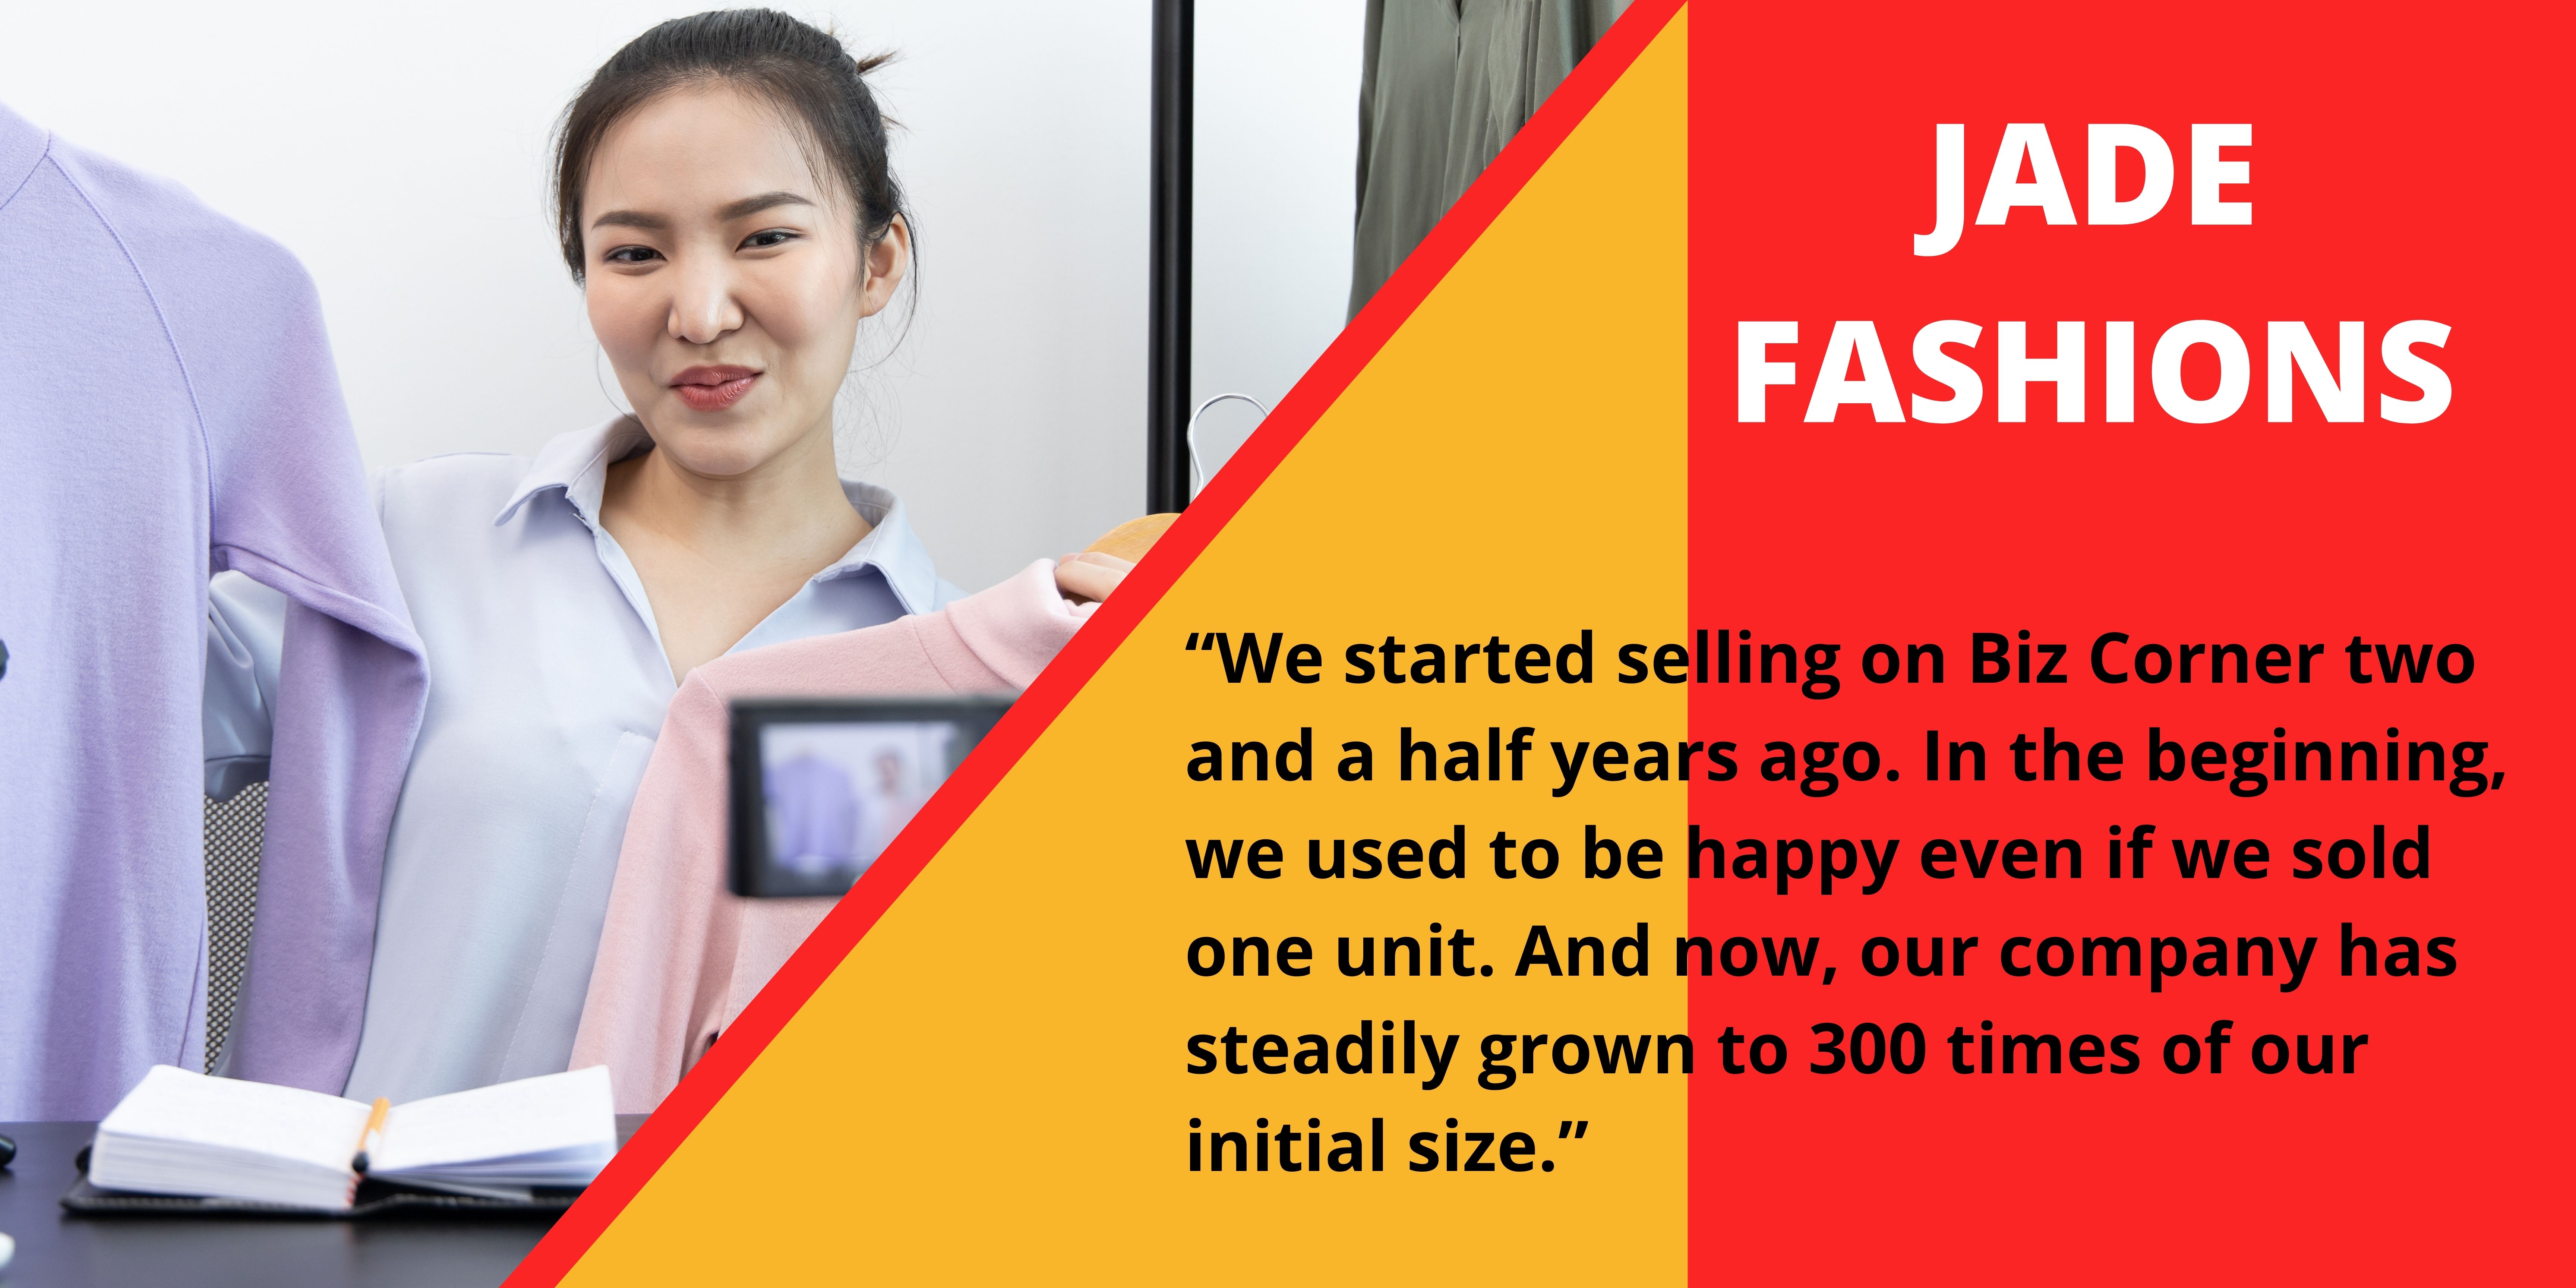 JADE
FASHIONS
“We started selling on Biz Corner two
and a half years ago. In the beginning,
we used to be happy even if we sold
one unit. And now, our company has
steadily grown to 300 times of our
initial size.”